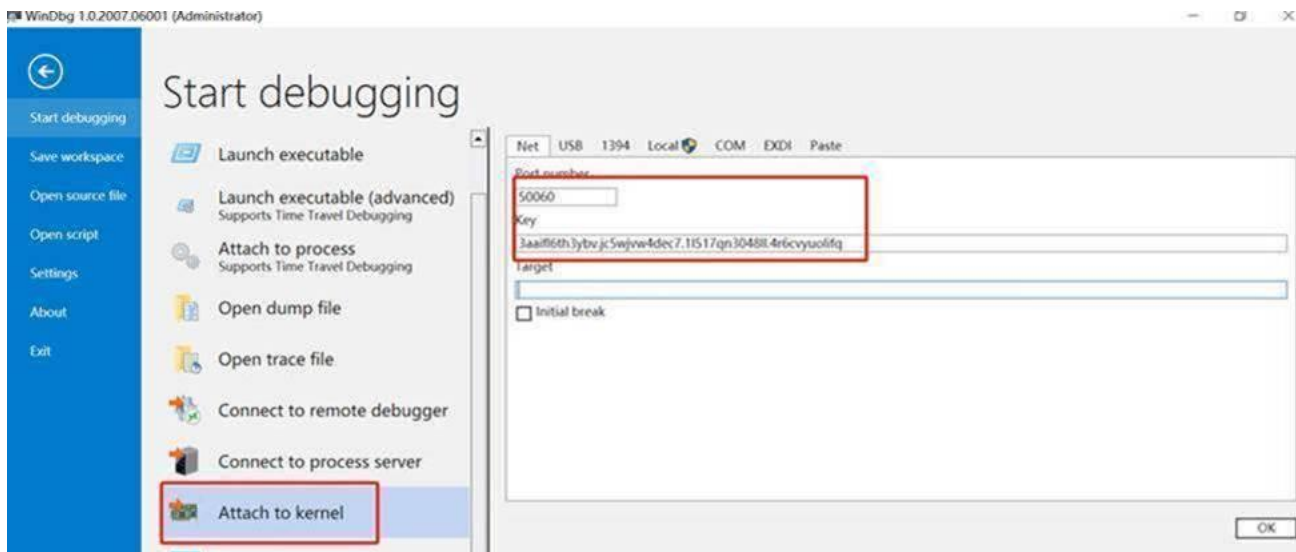 WinDbg 1.0.2007.06001 (Administrator)
Start debugging
Start debugging
Save workspace
Open source file
Open script
Settings
About
Exit
Launch executable
Launch executable (advanced)
Supports Time Travel Debugging
Attach to process
Supports Time Travel Debugging
Open dump file
Open trace file
Connect to remote debugger
Connect to process server
Attach to kernel
Net USB 1394 Local COM EXDI Paste
Port number
50060
Key
Target
Initial break
OK